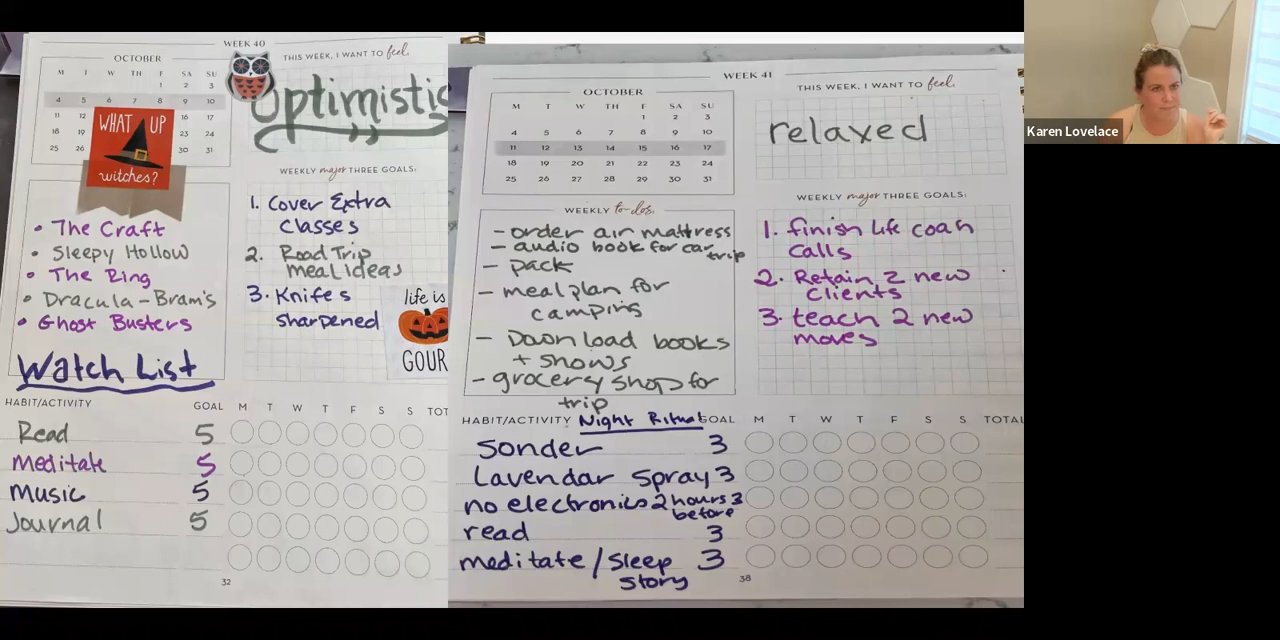 WEEK 40
OCTOBER
M T W TH F SA SU
1 2 3
4 5 6 7 8 9 10
11 12 16 17
18 19 23 24
25 26 30 31
WHAT UP
witches?
THIS WEEK, I WANT TO feel,
Optimistic
• The Craft
• Sleepy Hollow
• The Ring
• Dracula - Bram's
• Ghost Busters
Watch List
WEEKLY major THREE GOALS:
1. Cover Extra
classes
2. Road Trip
meal ideas
3. Knifes
sharpened
life is
GOUR
HABIT/ACTIVITY GOAL M T W T F S S TOT
Read 5
Meditate 5
Music 5
Journal 5
32
WEEK 41
OCTOBER
M T W TH F SA SU
1 2 3
4 5 6 7 8 9 10
11 12 13 14 15 16 17
18 19 20 21 22 23 24
25 26 27 28 29 30 31
THIS WEEK, I WANT TO feel,
relaxed
WEEKLY to-dos,
- order air mattress
- audio book for car
trip
- pack
- meal plan for
camping
- Download books
+ shows
- grocery shop for
trip
WEEKLY major THREE GOALS:
1. finish life coah
calls
2. Retain 2 new
clients
3. teach 2 new
moves
HABIT/ACTIVITY Night Ritual GOAL M T W T F S S TOTAL
Sonder 3
Lavendar Spray 3
no electronics 2 hours 3
before
read 3
meditate / Sleep 3
story
38
Karen Lovelace